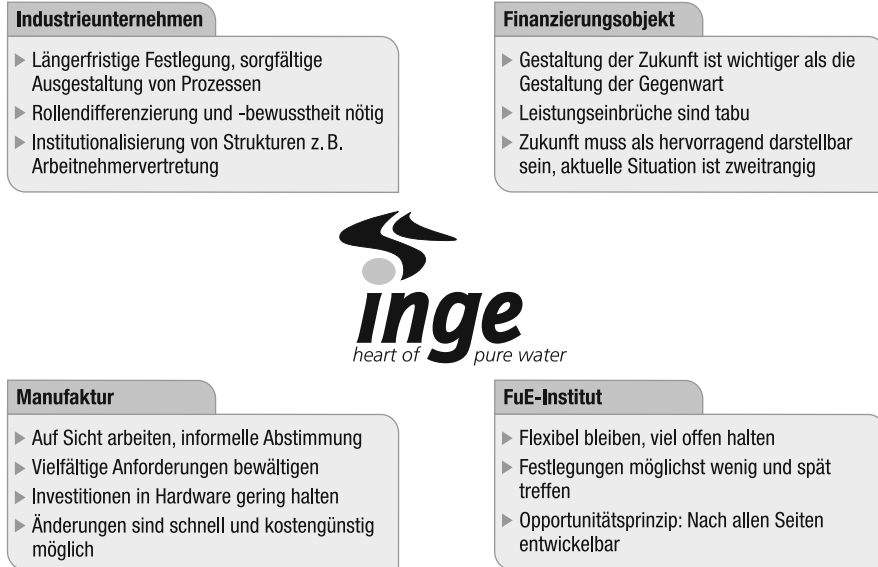 Industrieunternehmen
Längerfristige Festlegung, sorgfältige
Ausgestaltung von Prozessen
Rollendifferenzierung und -bewusstheit nötig
Institutionalisierung von Strukturen z. B.
Arbeitnehmervertretung
Finanzierungsobjekt
Gestaltung der Zukunft ist wichtiger als die
Gestaltung der Gegenwart
Leistungseinbrüche sind tabu
Zukunft muss als hervorragend darstellbar
sein, aktuelle Situation ist zweitrangig
inge
heart of pure water
Manufaktur
Auf Sicht arbeiten, informelle Abstimmung
Vielfältige Anforderungen bewältigen
Investitionen in Hardware gering halten
Änderungen sind schnell und kostengünstig
möglich
FuE-Institut
Flexibel bleiben, viel offen halten
Festlegungen möglichst wenig und spät
treffen
Opportunitätsprinzip: Nach allen Seiten
entwickelbar